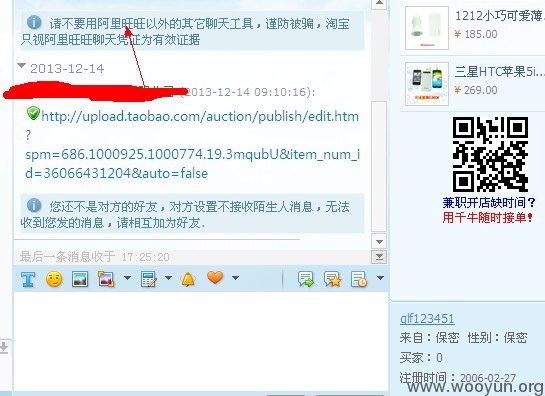 请不要用阿里旺旺以外的其它聊天工具，谨防被骗，淘宝
只视阿里旺旺聊天凭证为有效证据
2013-12-14
(2013-12-14 09:10:16):
http://upload.taobao.com/auction/publish/edit.htm
?
spm=686.1000925.1000774.19.3mqubU&item_num_i
d=36066431204&auto=false
您还不是对方的好友，对方设置不接收陌生人消息，无法
收到您发的消息，请相互加为好友.
最后一条消息收于 17:25:20
1212小巧可爱薄.
¥ 185.00
三星HTC苹果5i...
¥ 269.00
兼职开店缺时间？
用千牛随时接单！
glf123451
来自：保密 性别：保密
买家：0
注册时间：2006-02-27
www.wooyun.org